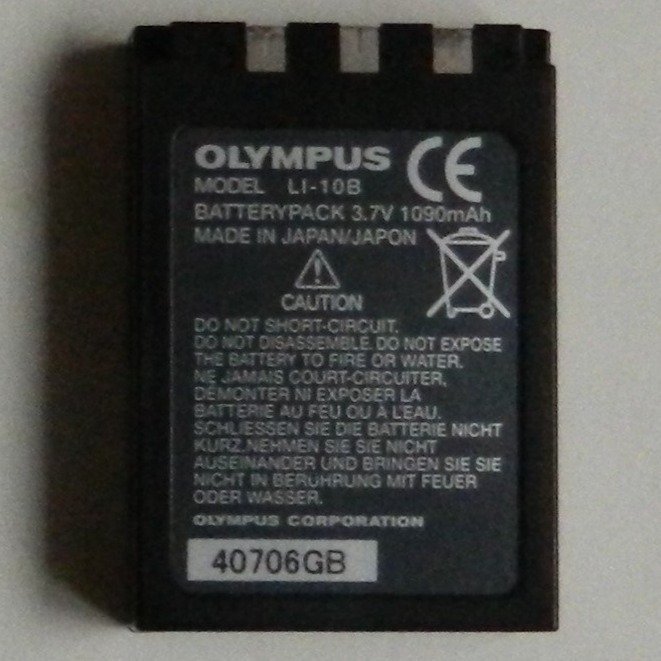 OLYMPUS
CE
MODEL LI-10B
BATTERYPACK 3.7V 1090mAh
MADE IN JAPAN/JAPON
CAUTION
DO NOT SHORT-CIRCUIT.
DO NOT DISASSEMBLE. DO NOT EXPOSE
THE BATTERY TO FIRE OR WATER.
NE JAMAIS COURT-CIRCUITER,
DEMONTER NI EXPOSER LA
BATTERIE AU FEU OU À L'EAU.
SCHLIESSEN SIE DIE BATTERIE NICHT
KURZ,NEHMEN SIE SIE NICHT
AUSEINANDER UND BRINGEN SIE SIE
NICHT IN BERÜHRUNG MIT FEUER
ODER WASSER.
OLYMPUS CORPORATION
40706GB